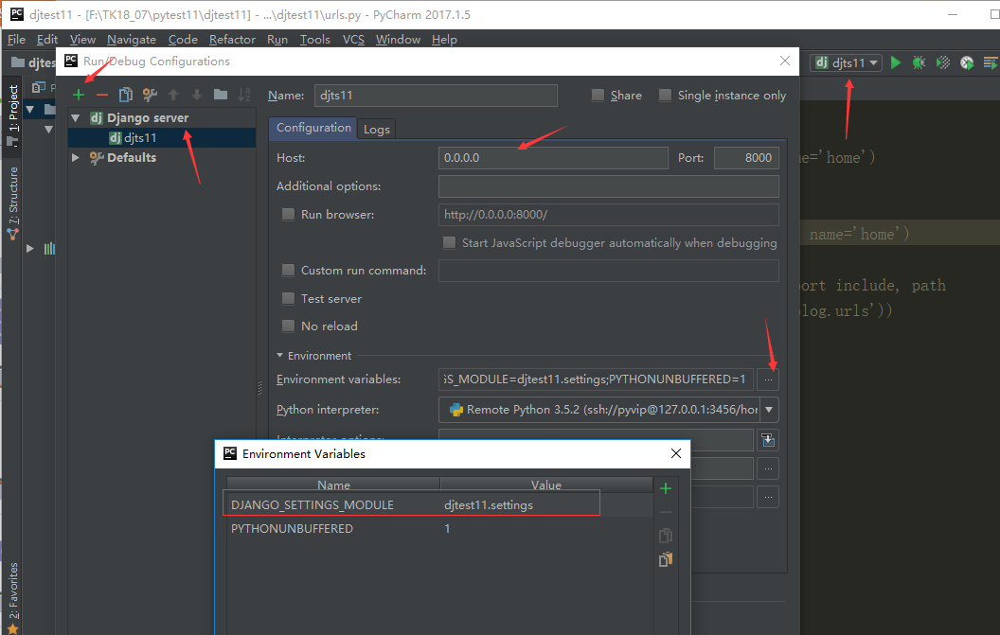 djtest11 - [F:\TK18_07\pytest11\djtest11] - ...\djtest11\urls.py - PyCharm 2017.1.5
File Edit View Navigate Code Refactor Run Tools VCS Window Help
djtes
Run/Debug Configurations
djts11
1: Project
P
7: Structure
2: Favorites
Django server
djts11
Defaults
Name: djts11 Share Single instance only
Configuration Logs
Host: 0.0.0.0 Port: 8000
Additional options:
Run browser: http://0.0.0.0:8000/
Start JavaScript debugger automatically when debugging
Custom run command:
Test server
No reload
Environment
Environment variables: S_MODULE=djtest11.settings;PYTHONUNBUFFERED=1 ...
Python interpreter: Remote Python 3.5.2 (ssh://pyvip@127.0.0.1:3456/hor
Interpreter options:
...
...
me='home')
name='home')
ort include, path
log.urls'))
Environment Variables
Name Value
DJANGO_SETTINGS_MODULE djtest11.settings
PYTHONUNBUFFERED 1